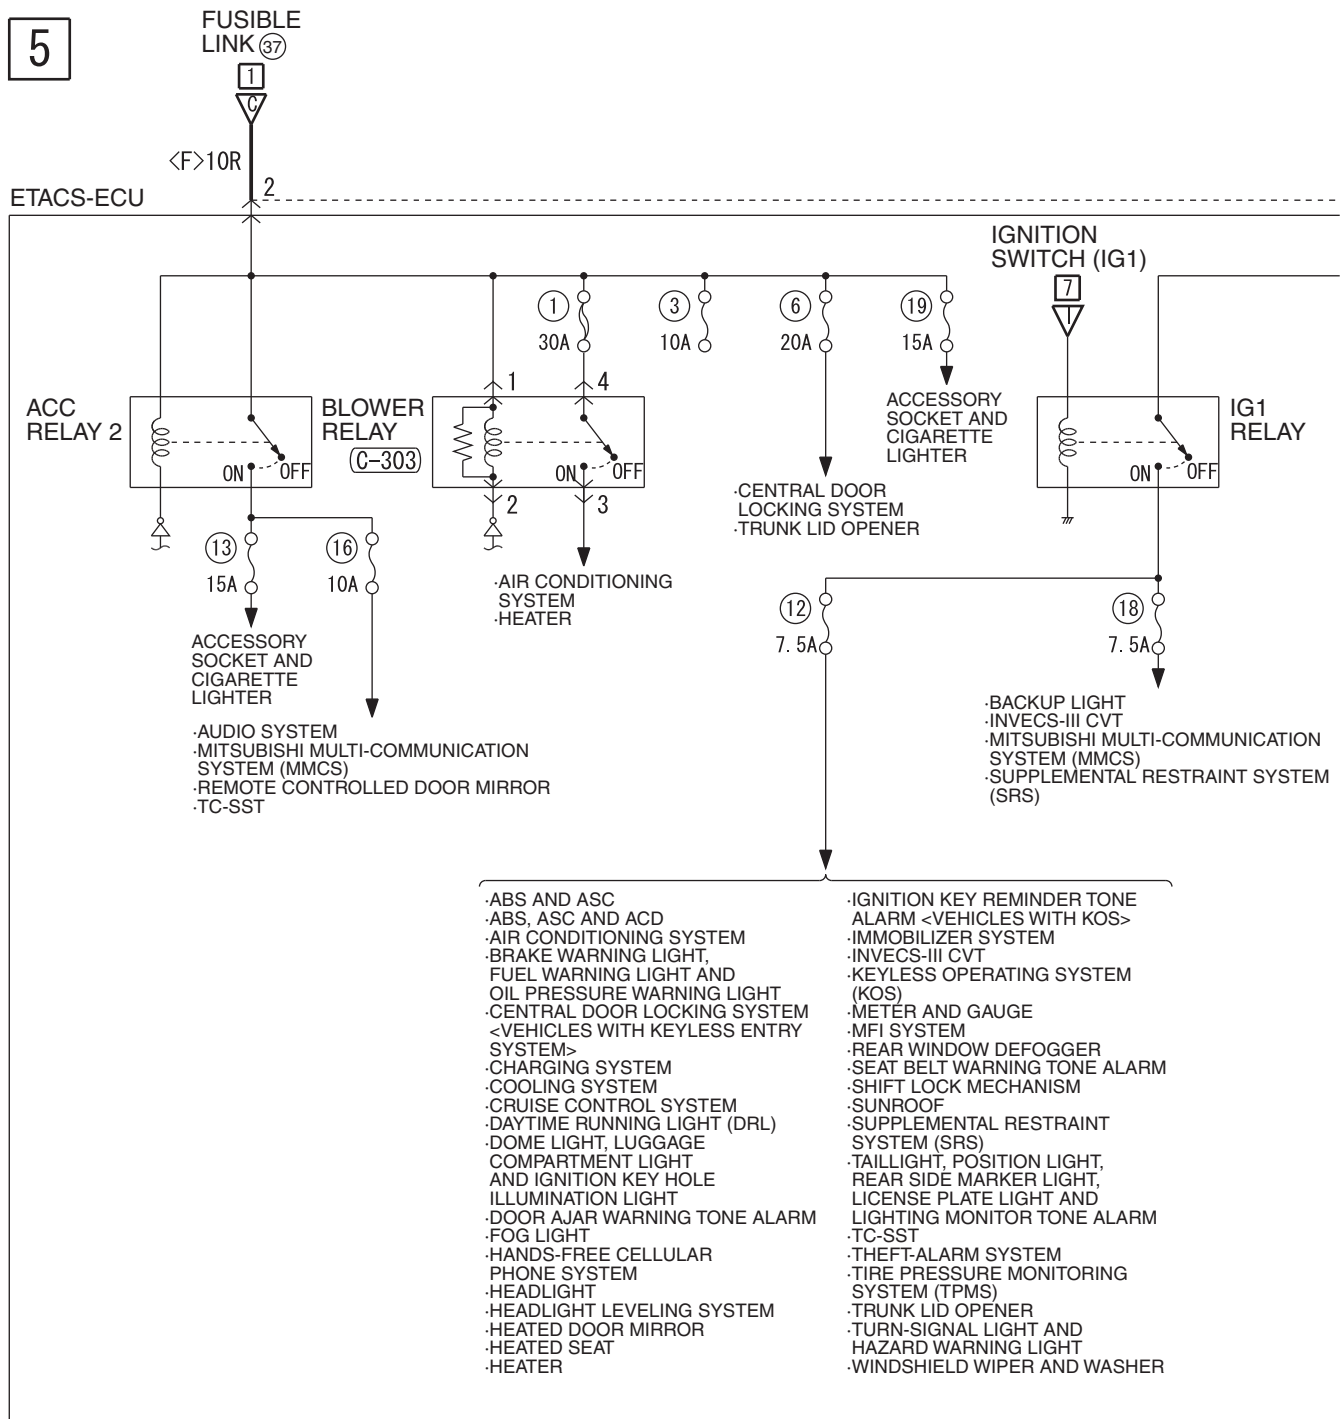 5
FUSIBLE
LINK 37
1
C
<F>10R
2
ETACS-ECU
IGNITION
SWITCH (IG1)
7
I
1
30A
3
10A
6
20A
19
15A
ACC
RELAY 2
ON
OFF
BLOWER
RELAY
C-303
1
4
ON
OFF
2
3
ACCESSORY
SOCKET AND
CIGARETTE
LIGHTER
IG1
RELAY
ON
OFF
·CENTRAL DOOR
LOCKING SYSTEM
·TRUNK LID OPENER
13
15A
16
10A
·AIR CONDITIONING
SYSTEM
·HEATER
12
7.5A
18
7.5A
ACCESSORY
SOCKET AND
CIGARETTE
LIGHTER
·AUDIO SYSTEM
·MITSUBISHI MULTI-COMMUNICATION
SYSTEM (MMCS)
·REMOTE CONTROLLED DOOR MIRROR
·TC-SST
·BACKUP LIGHT
·INVECS-III CVT
·MITSUBISHI MULTI-COMMUNICATION
SYSTEM (MMCS)
·SUPPLEMENTAL RESTRAINT SYSTEM
(SRS)
·ABS AND ASC
·ABS, ASC AND ACD
·AIR CONDITIONING SYSTEM
·BRAKE WARNING LIGHT,
FUEL WARNING LIGHT AND
OIL PRESSURE WARNING LIGHT
·CENTRAL DOOR LOCKING SYSTEM
<VEHICLES WITH KEYLESS ENTRY
SYSTEM>
·CHARGING SYSTEM
·COOLING SYSTEM
·CRUISE CONTROL SYSTEM
·DAYTIME RUNNING LIGHT (DRL)
·DOME LIGHT, LUGGAGE
COMPARTMENT LIGHT
AND IGNITION KEY HOLE
ILLUMINATION LIGHT
·DOOR AJAR WARNING TONE ALARM
·FOG LIGHT
·HANDS-FREE CELLULAR
PHONE SYSTEM
·HEADLIGHT
·HEADLIGHT LEVELING SYSTEM
·HEATED DOOR MIRROR
·HEATED SEAT
·HEATER
·IGNITION KEY REMINDER TONE
ALARM <VEHICLES WITH KOS>
·IMMOBILIZER SYSTEM
·INVECS-III CVT
·KEYLESS OPERATING SYSTEM
(KOS)
·METER AND GAUGE
·MFI SYSTEM
·REAR WINDOW DEFOGGER
·SEAT BELT WARNING TONE ALARM
·SHIFT LOCK MECHANISM
·SUNROOF
·SUPPLEMENTAL RESTRAINT
SYSTEM (SRS)
·TAILLIGHT, POSITION LIGHT,
REAR SIDE MARKER LIGHT,
LICENSE PLATE LIGHT AND
LIGHTING MONITOR TONE ALARM
·TC-SST
·THEFT-ALARM SYSTEM
·TIRE PRESSURE MONITORING
SYSTEM (TPMS)
·TRUNK LID OPENER
·TURN-SIGNAL LIGHT AND
HAZARD WARNING LIGHT
·WINDSHIELD WIPER AND WASHER